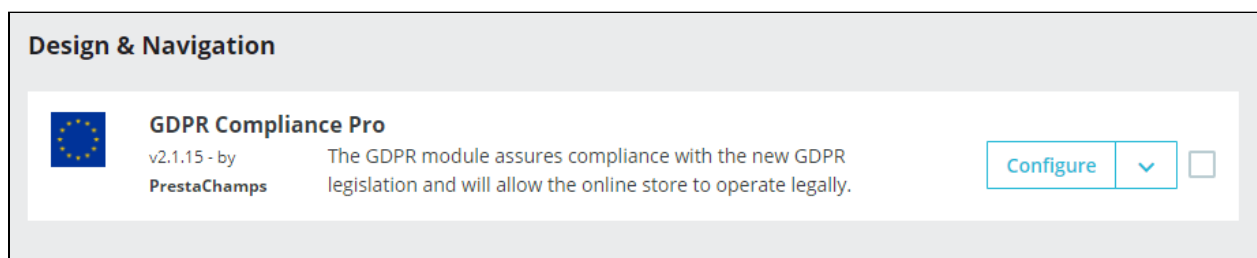 Design & Navigation
GDPR Compliance Pro
v2.1.15 - by
PrestaChamps
The GDPR module assures compliance with the new GDPR
legislation and will allow the online store to operate legally.
Configure